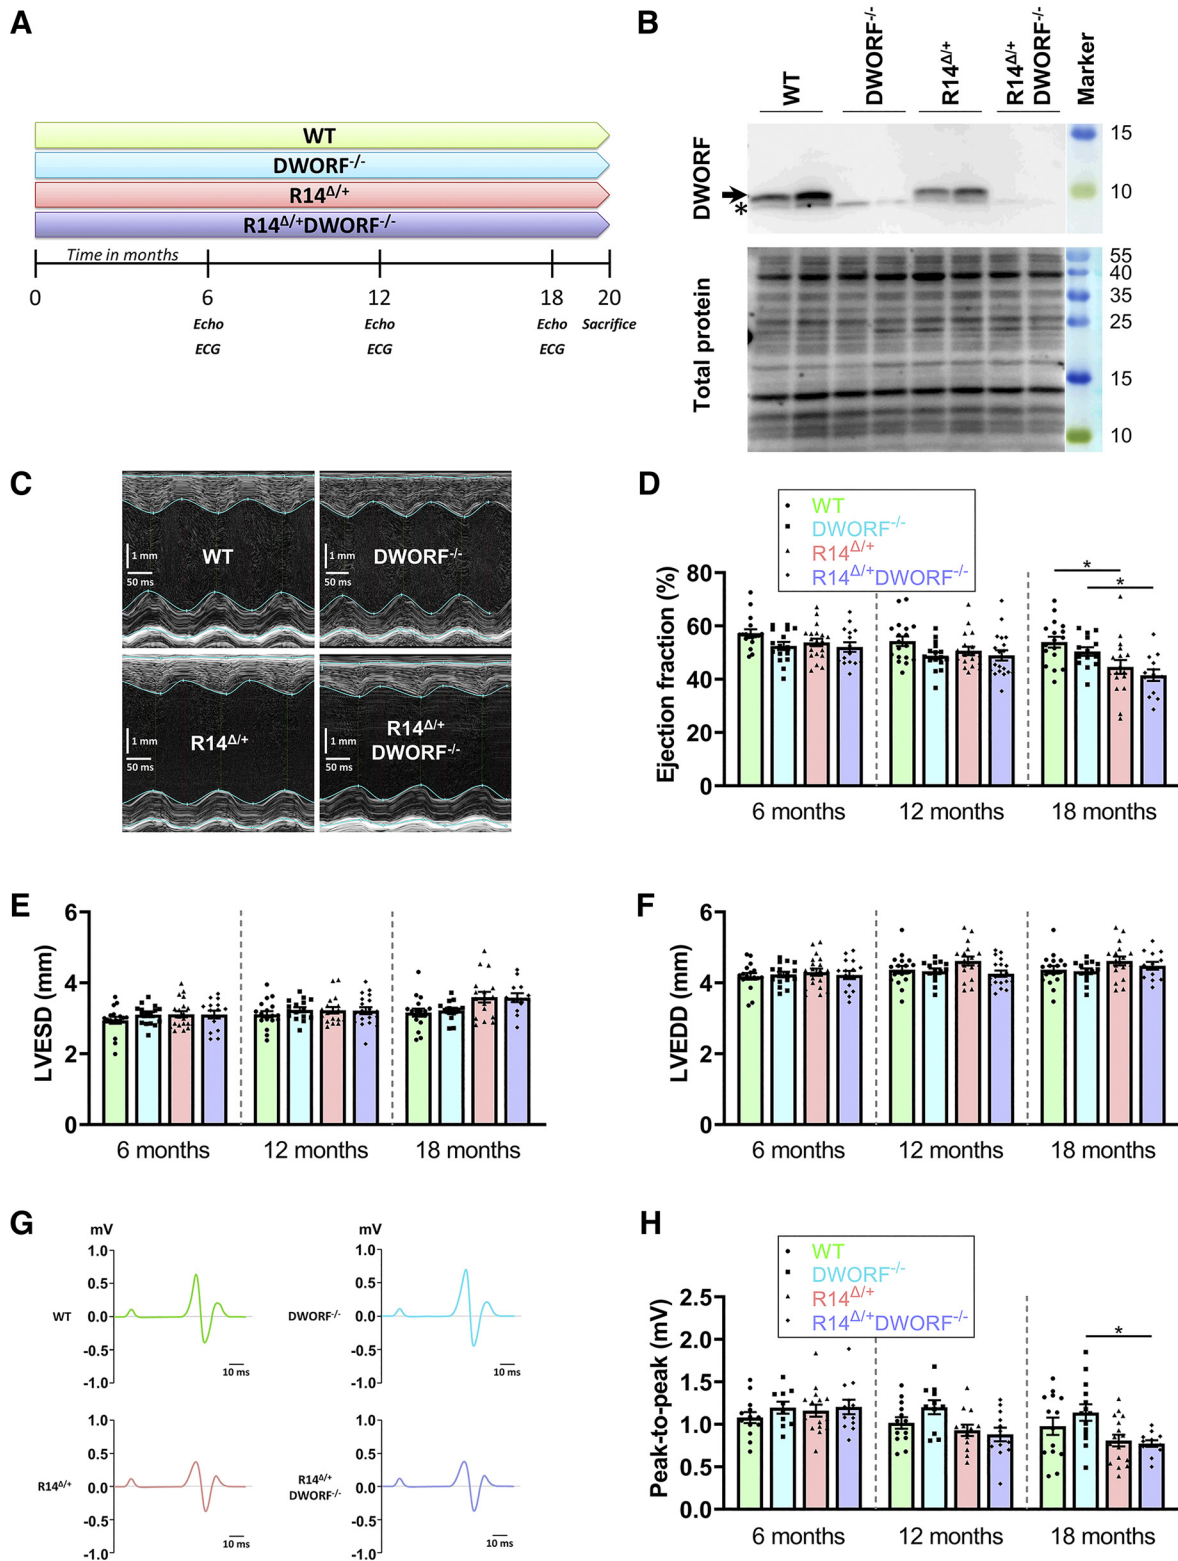 A
WT
DWORF-/-
R14Δ/+
R14Δ/+DWORF-/-
Time in months
0 6 12 18 20
Echo Echo Echo Sacrifice
ECG ECG ECG
B
WT
DWORF-/-
R14Δ/+
R14Δ/+
DWORF-/-
Marker
DWORF
*
15
10
Total protein
55
40
35
25
15
10
C
WT
1 mm
50 ms
DWORF-/-
1 mm
50 ms
R14Δ/+
1 mm
50 ms
R14Δ/+
DWORF-/-
1 mm
50 ms
D
WT
DWORF-/-
R14Δ/+
R14Δ/+DWORF-/-
Ejection fraction (%)
80
60
40
20
0
* *
6 months 12 months 18 months
E
LVESD (mm)
6
4
2
0
6 months 12 months 18 months
F
LVEDD (mm)
6
4
2
0
6 months 12 months 18 months
G
mV
1.0
0.5
0.0
-0.5
-1.0
WT
10 ms
mV
1.0
0.5
0.0
-0.5
-1.0
DWORF-/-
10 ms
1.0
0.5
0.0
-0.5
-1.0
R14Δ/+
10 ms
1.0
0.5
0.0
-0.5
-1.0
R14Δ/+
DWORF-/-
10 ms
H
WT
DWORF-/-
R14Δ/+
R14Δ/+DWORF-/-
Peak-to-peak (mV)
2.5
2.0
1.5
1.0
0.5
0.0
*
6 months 12 months 18 months